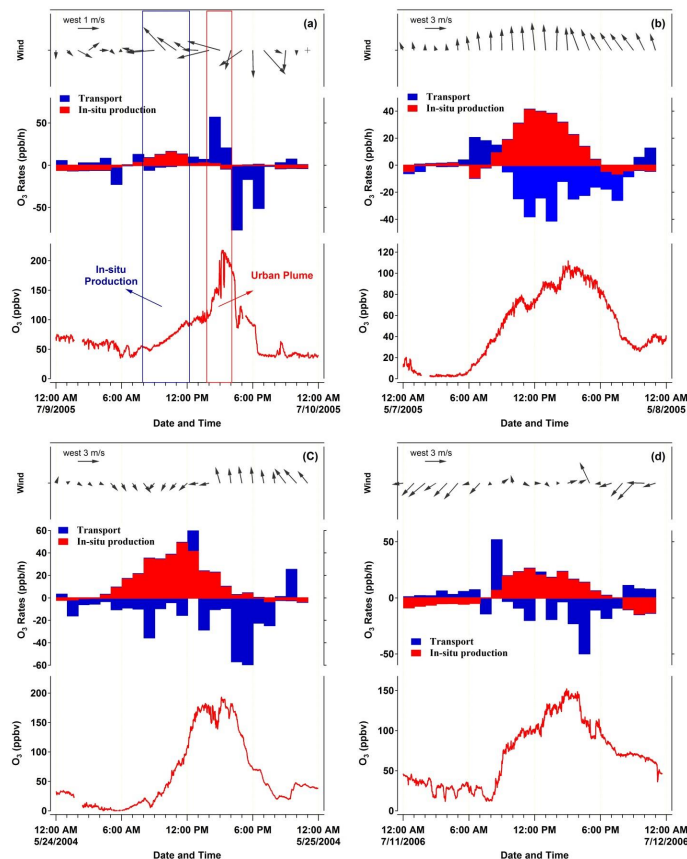 west 1 m/s
(a)
Wind
Transport
In-situ production
O3 Rates (ppb/h)
50
0
-50
In-situ
Production
Urban Plume
O3 (ppbv)
200
150
100
50
0
12:00 AM 6:00 AM 12:00 PM 6:00 PM 12:00 AM
7/9/2005 7/10/2005
Date and Time
west 3 m/s
(b)
Wind
Transport
In-situ production
O3 Rates (ppb/h)
40
20
0
-20
-40
O3 (ppbv)
120
100
80
60
40
20
0
12:00 AM 6:00 AM 12:00 PM 6:00 PM 12:00 AM
5/7/2005 5/8/2005
Date and Time
west 3 m/s
(C)
Wind
Transport
In-situ production
O3 Rates (ppb/h)
60
40
20
0
-20
-40
-60
O3 (ppbv)
200
150
100
50
0
12:00 AM 6:00 AM 12:00 PM 6:00 PM 12:00 AM
5/24/2004 5/25/2004
Date and Time
west 3 m/s
(d)
Wind
O3 Rates (ppb/h)
50
0
-50
Transport
In-situ production
O3 (ppbv)
150
100
50
0
12:00 AM 6:00 AM 12:00 PM 6:00 PM 12:00 AM
7/11/2006 7/12/2006
Date and Time